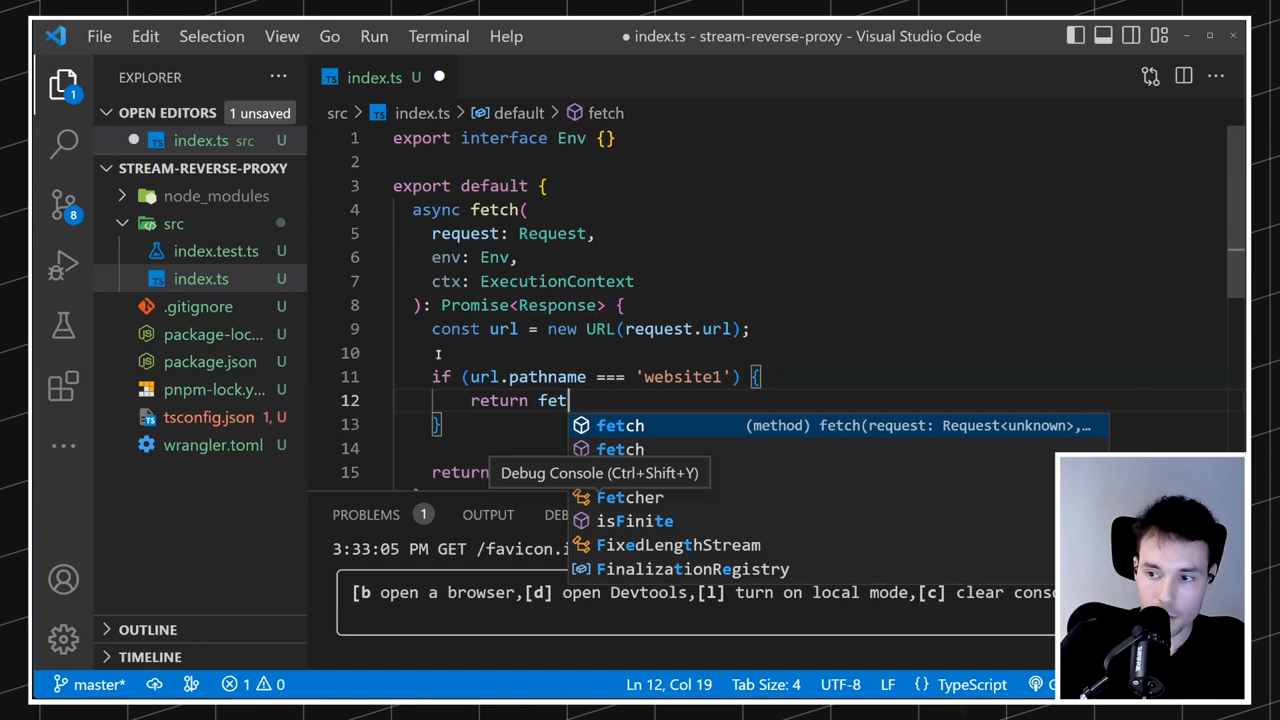 File Edit Selection View Go Run Terminal Help ● index.ts - stream-reverse-proxy - Visual Studio Code
EXPLORER ···
TS index.ts U ●
OPEN EDITORS 1 unsaved
● TS index.ts src U
STREAM-REVERSE-PROXY
node_modules
src
index.test.ts U
TS index.ts U
.gitignore U
package-loc... U
package.json U
pnpm-lock.y... U
tsconfig.json 1, U
wrangler.toml U
OUTLINE
TIMELINE
1
8
src > TS index.ts > default > fetch
1 export interface Env {}
2
3 export default {
4 async fetch(
5 request: Request,
6 env: Env,
7 ctx: ExecutionContext
8 ): Promise<Response> {
9 const url = new URL(request.url);
10
11 if (url.pathname === 'website1') {
12 return fet
13 }
14
15 return
fetch (method) fetch(request: Request<unknown>,…
fetch
Debug Console (Ctrl+Shift+Y)
Fetcher
isFinite
FixedLengthStream
FinalizationRegistry
PROBLEMS 1 OUTPUT DEB
3:33:05 PM GET /favicon.i
[b open a browser,[d] open Devtools,[l] turn on local mode,[c] clear conso
master* 1 0 Ln 12, Col 19 Tab Size: 4 UTF-8 LF {} TypeScript